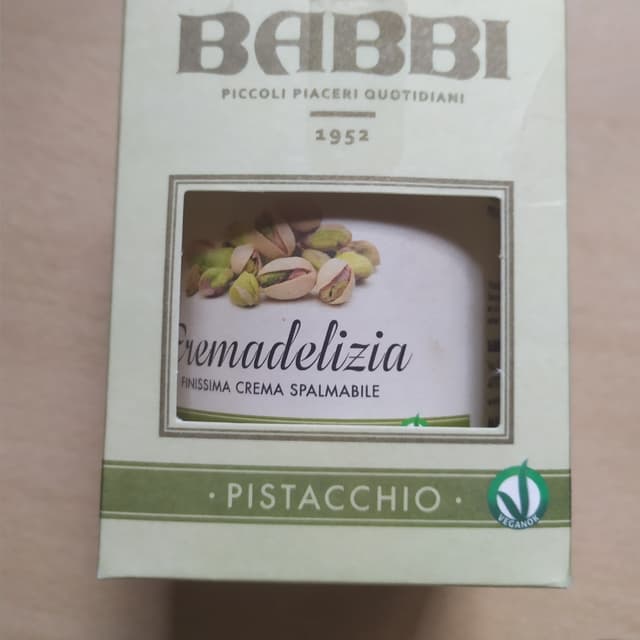 BABBI
PICCOLI PIACERI QUOTIDIANI
1952
Cremadelizia
FINISSIMA CREMA SPALMABILE
· PISTACCHIO ·
VEGANOK